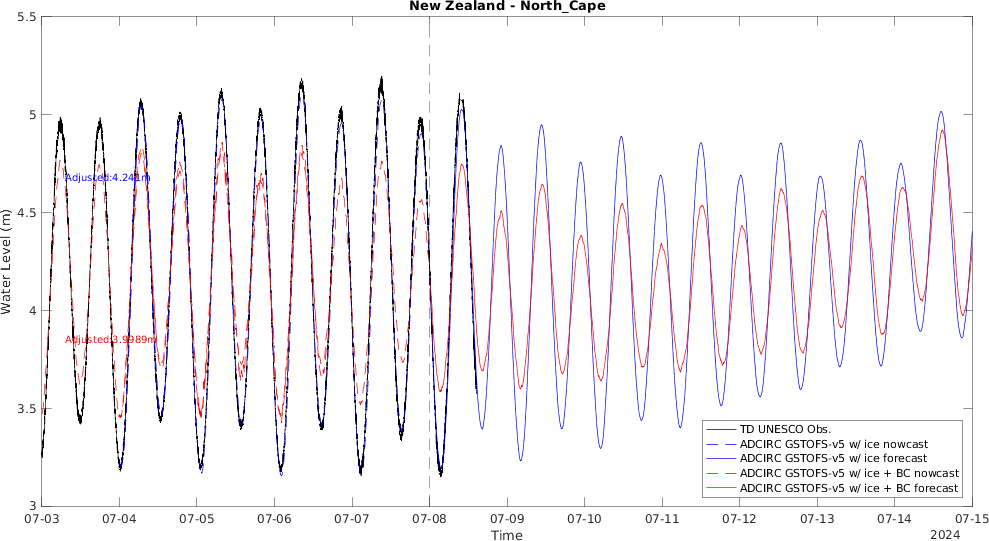 New Zealand - North_Cape
5.5
5
4.5
4
3.5
3
Water Level (m)
Adjusted:4.241m
Adjusted:3.9989m
TD UNESCO Obs.
ADCIRC GSTOFS-v5 w/ ice nowcast
ADCIRC GSTOFS-v5 w/ ice forecast
ADCIRC GSTOFS-v5 w/ ice + BC nowcast
ADCIRC GSTOFS-v5 w/ ice + BC forecast
07-03 07-04 07-05 07-06 07-07 07-08 07-09 07-10 07-11 07-12 07-13 07-14 07-15
Time
2024